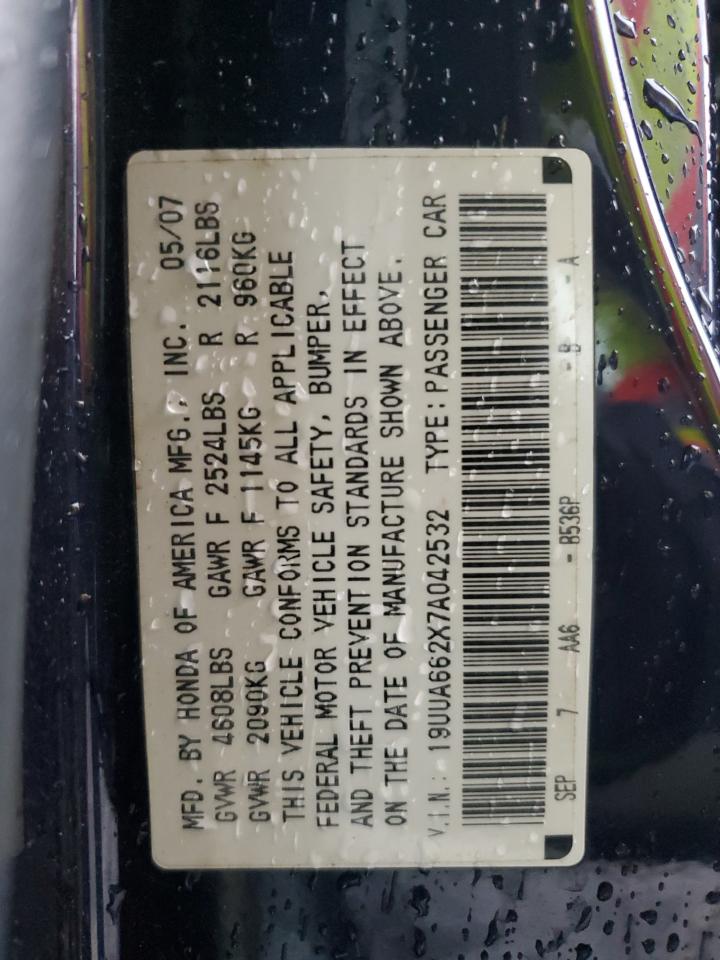 MFD. BY HONDA OF AMERICA MFG., INC. 05/07
GVWR 4608LBS GAWR F 2524LBS R 2116LBS
GVWR 2090KG GAWR F 1145KG R 960KG
THIS VEHICLE CONFORMS TO ALL APPLICABLE
FEDERAL MOTOR VEHICLE SAFETY, BUMPER,
AND THEFT PREVENTION STANDARDS IN EFFECT
ON THE DATE OF MANUFACTURE SHOWN ABOVE.
V.I.N.: 19UUA662X7A042532 TYPE: PASSENGER CAR
SEP 7 AA6 - B536P - B - A